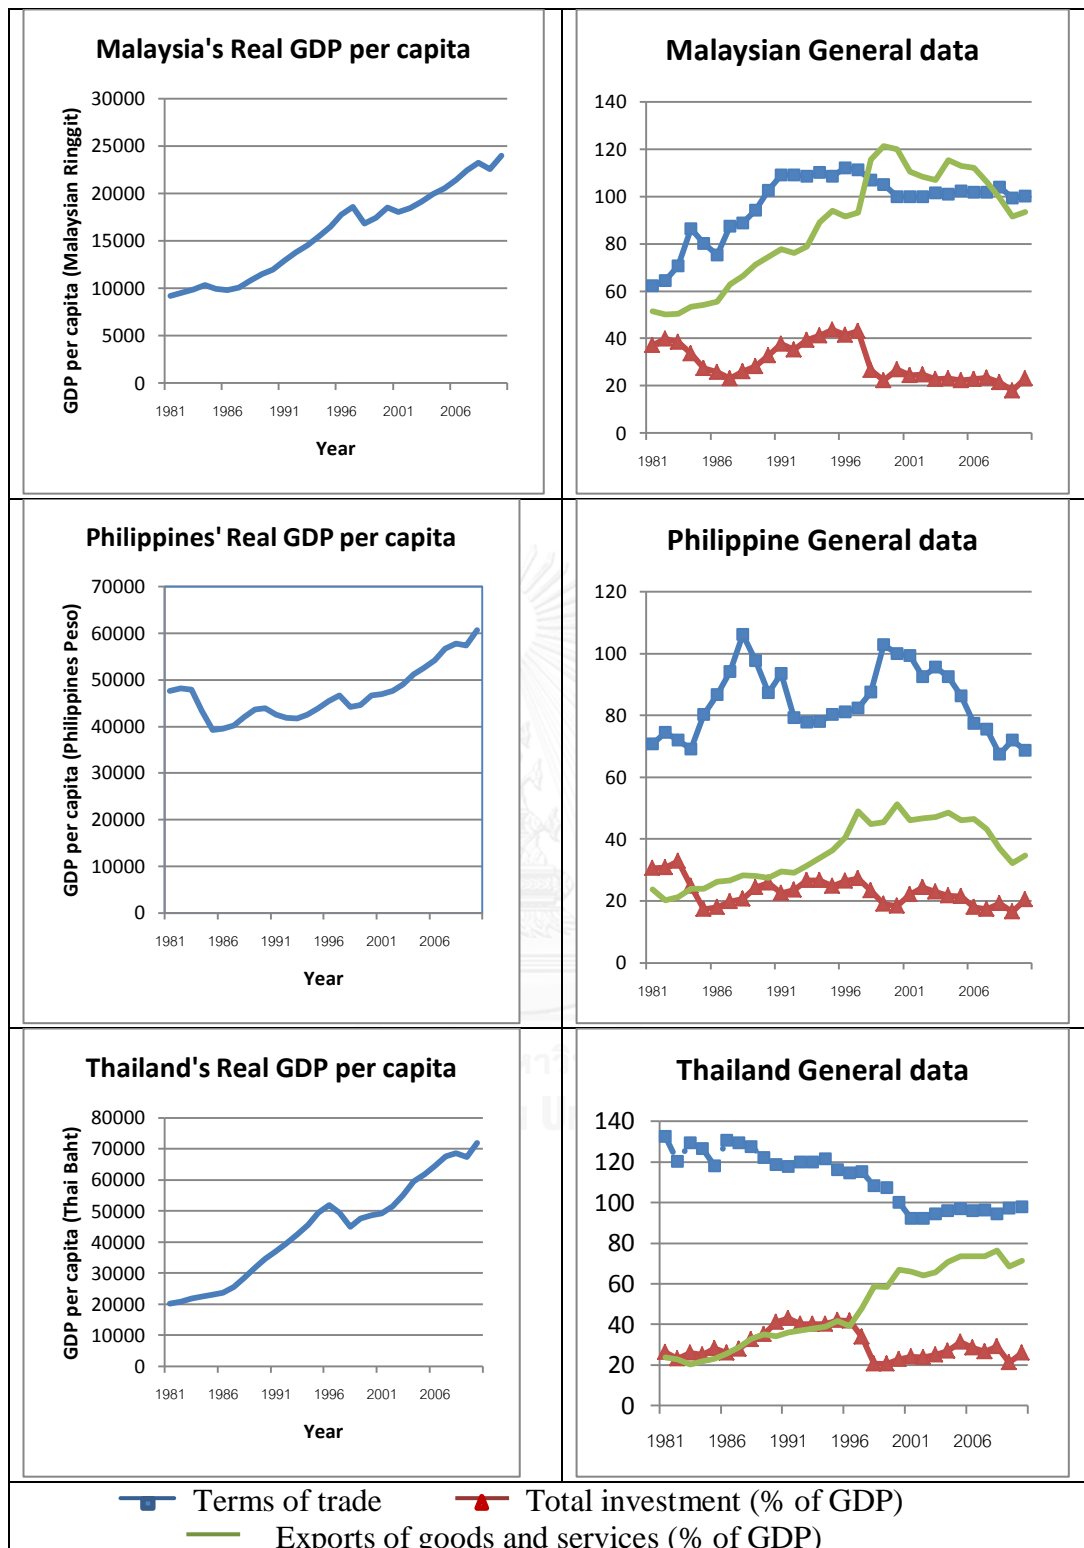 Malaysia's Real GDP per capita
GDP per capita (Malaysian Ringgit)
30000
25000
20000
15000
10000
5000
0
1981 1986 1991 1996 2001 2006
Year
Malaysian General data
140
120
100
80
60
40
20
0
1981 1986 1991 1996 2001 2006
Philippines' Real GDP per capita
GDP per capita (Philippines Peso)
70000
60000
50000
40000
30000
20000
10000
0
1981 1986 1991 1996 2001 2006
Year
Philippine General data
120
100
80
60
40
20
0
1981 1986 1991 1996 2001 2006
Thailand's Real GDP per capita
GDP per capita (Thai Baht)
80000
70000
60000
50000
40000
30000
20000
10000
0
1981 1986 1991 1996 2001 2006
Year
Thailand General data
140
120
100
80
60
40
20
0
1981 1986 1991 1996 2001 2006
Terms of trade Total investment (% of GDP)
Exports of goods and services (% of GDP)